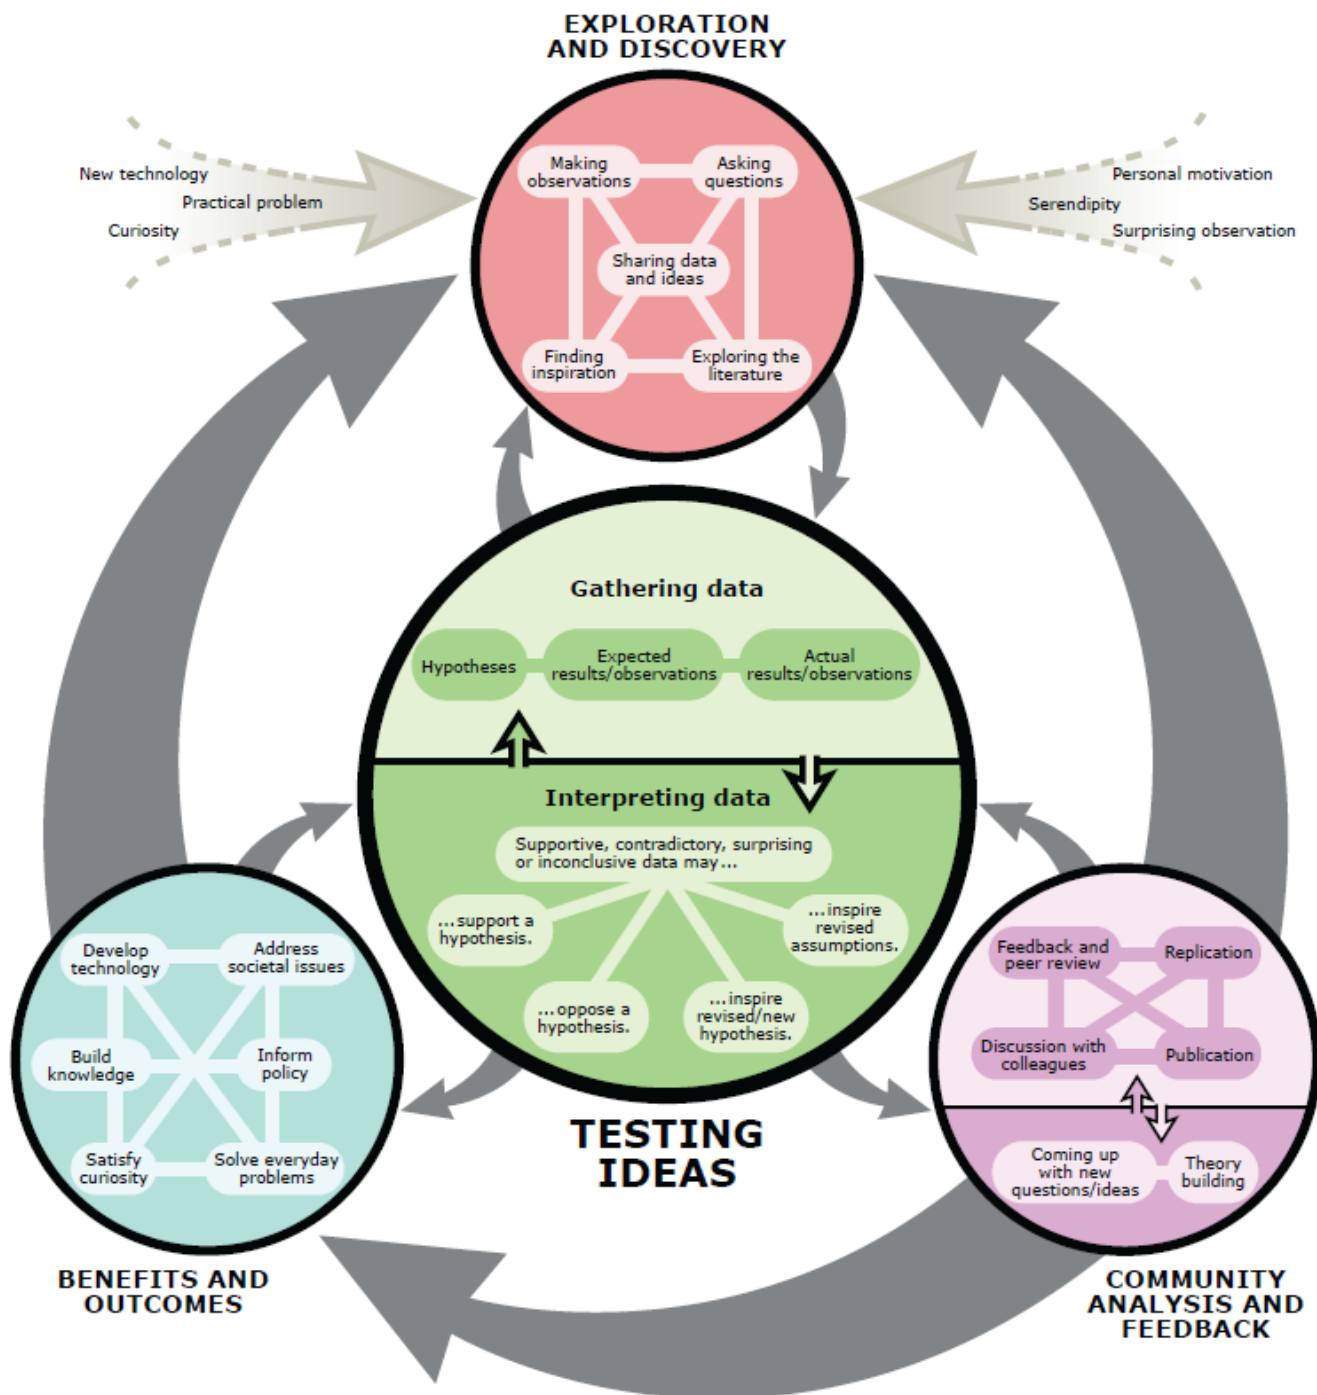 EXPLORATION
AND DISCOVERY
New technology
Practical problem
Curiosity
Personal motivation
Serendipity
Surprising observation
Making
observations
Asking
questions
Sharing data
and ideas
Finding
inspiration
Exploring the
literature
Gathering data
Hypotheses
Expected
results/observations
Actual
results/observations
Interpreting data
Supportive, contradictory, surprising
or inconclusive data may ...
...support a
hypothesis.
...oppose a
hypothesis.
...inspire
revised/new
hypothesis.
...inspire
revised
assumptions.
TESTING
IDEAS
Develop
technology
Address
societal issues
Build
knowledge
Inform
policy
Satisfy
curiosity
Solve everyday
problems
BENEFITS AND
OUTCOMES
Feedback and
peer review
Replication
Discussion with
colleagues
Publication
Coming up
with new
questions/ideas
Theory
building
COMMUNITY
ANALYSIS AND
FEEDBACK